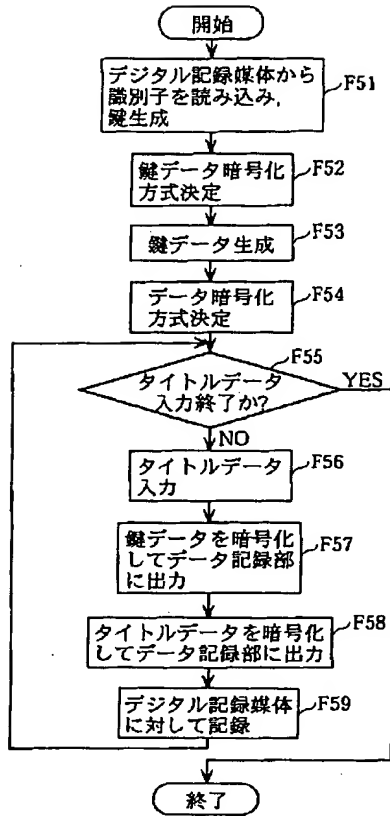 開始
デジタル記録媒体から
識別子を読み込み,
鍵生成
F51
鍵データ暗号化
方式決定
F52
鍵データ生成
F53
データ暗号化
方式決定
F54
F55
タイトルデータ
入力終了か?
YES
NO
タイトルデータ
入力
F56
鍵データを暗号化
してデータ記録部
に出力
F57
タイトルデータを暗号化
してデータ記録部に出力
F58
デジタル記録媒体
に対して記録
F59
終了